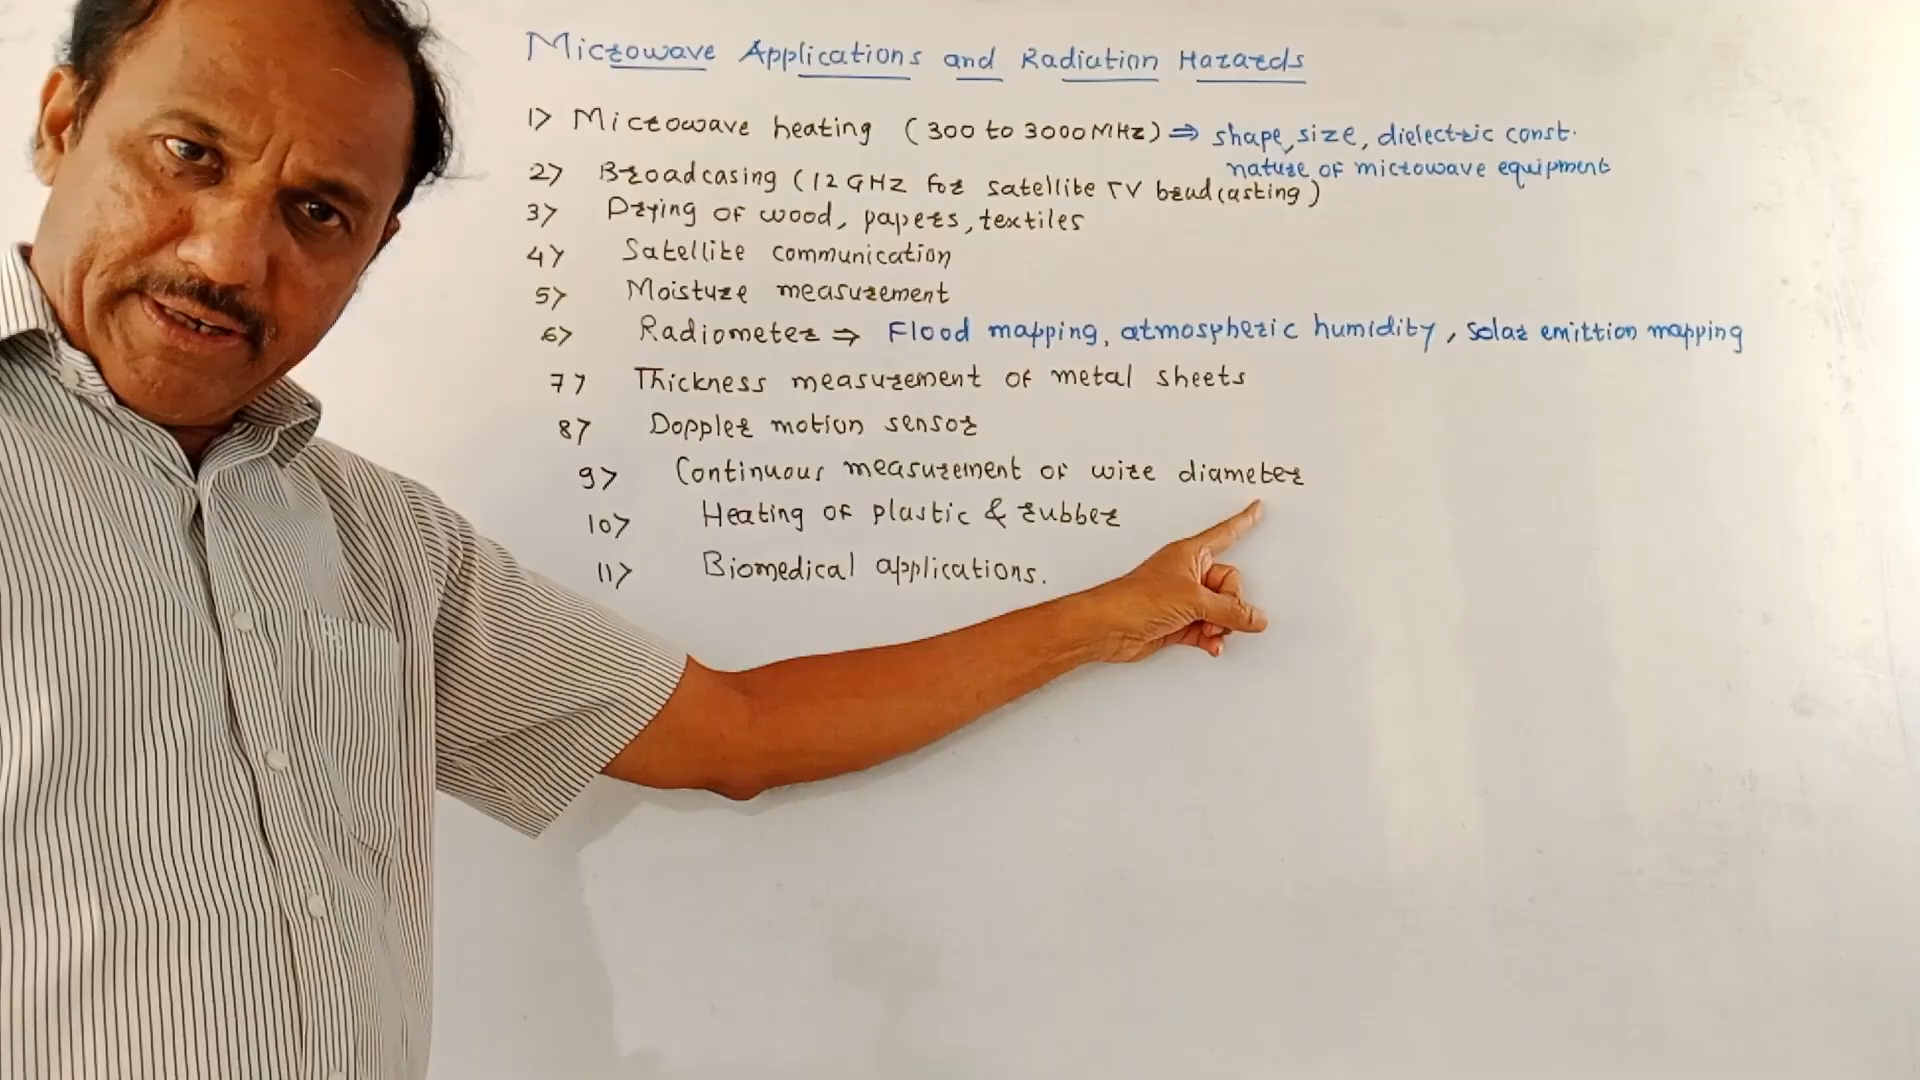 Microwave Applications and Radiation Hazards
1> Microwave heating (300 to 3000 MHz) ⇒ shape, size, dielectric const.
nature of microwave equipment
2> Broadcasing (12 GHz for satellite TV broadcasting)
3> Drying of wood, papers, textiles
4> Satellite communication
5> Moisture measurement
6> Radiometer ⇒ Flood mapping, atmospheric humidity, solar emittion mapping
7> Thickness measurement of metal sheets
8> Doppler motion sensor
9> Continuous measurement of wire diameter
10> Heating of plastic & rubber
11> Biomedical applications.